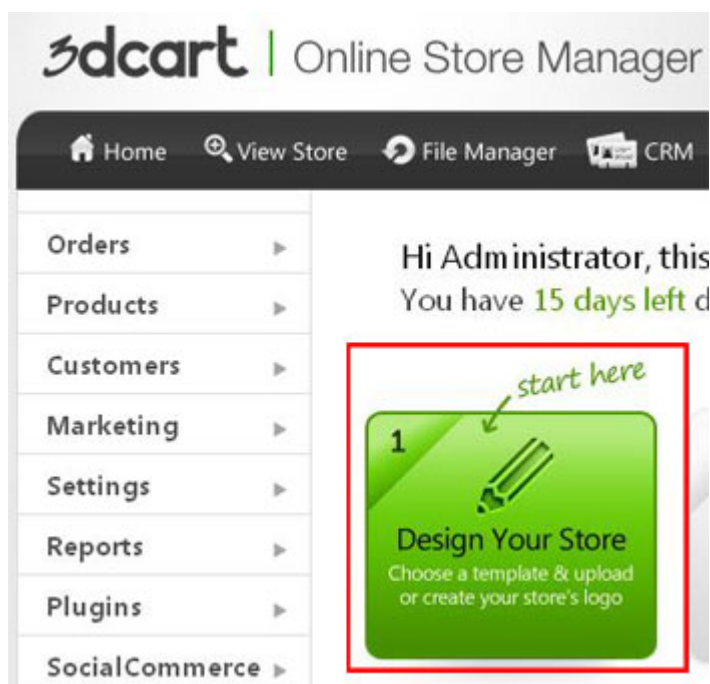 3dcart | Online Store Manager
Home View Store File Manager CRM
Orders
Products
Customers
Marketing
Settings
Reports
Plugins
SocialCommerce
Hi Administrator, this
You have 15 days left d
start here
1
Design Your Store
Choose a template & upload
or create your store's logo